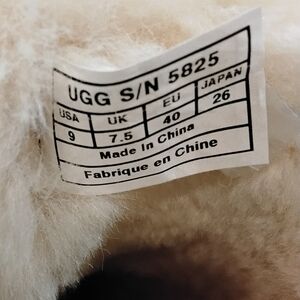 UGG S/N 5825
USA UK EU JAPAN
9 7.5 40 26
Made In China
Fabrique en Chine